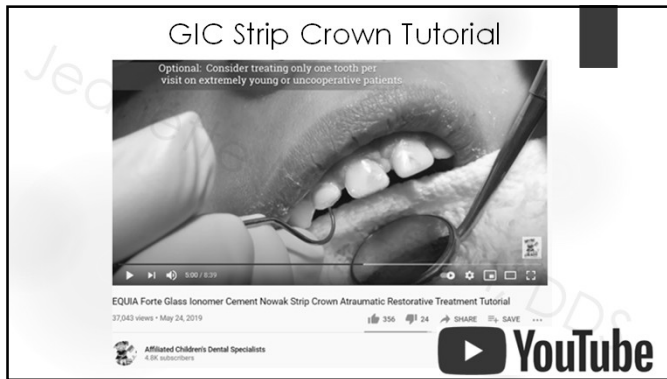 GIC Strip Crown Tutorial
Optional: Consider treating only one tooth per
visit on extremely young or uncooperative patients.
5:00 / 8:39
EQUIA Forte Glass Ionomer Cement Nowak Strip Crown Atraumatic Restorative Treatment Tutorial
37,043 views • May 24, 2019
356
24
SHARE
SAVE
Affiliated Children's Dental Specialists
4.8K subscribers
YouTube
DDS